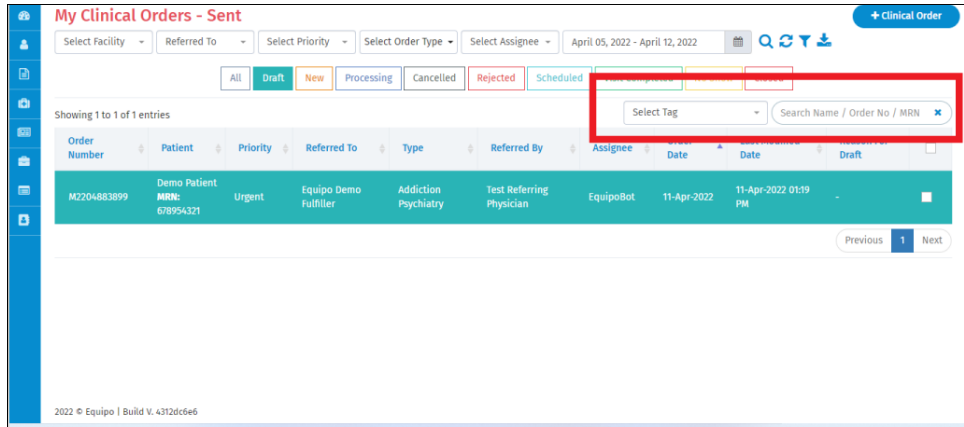 My Clinical Orders - Sent
+ Clinical Order
Select Facility Referred To Select Priority Select Order Type Select Assignee April 05, 2022 - April 12, 2022
All Draft New Processing Cancelled Rejected Scheduled
Showing 1 to 1 of 1 entries
Select Tag Search Name / Order No / MRN
Order Number Patient Priority Referred To Type Referred By Assignee Order Date Last Modified Date Reason For Draft
M2204883899 Demo Patient MRN: 678954321 Urgent Equipo Demo Fulfiller Addiction Psychiatry Test Referring Physician EquipoBot 11-Apr-2022 11-Apr-2022 01:19 PM -
Previous 1 Next
2022 © Equipo | Build V. 4312dc6e6